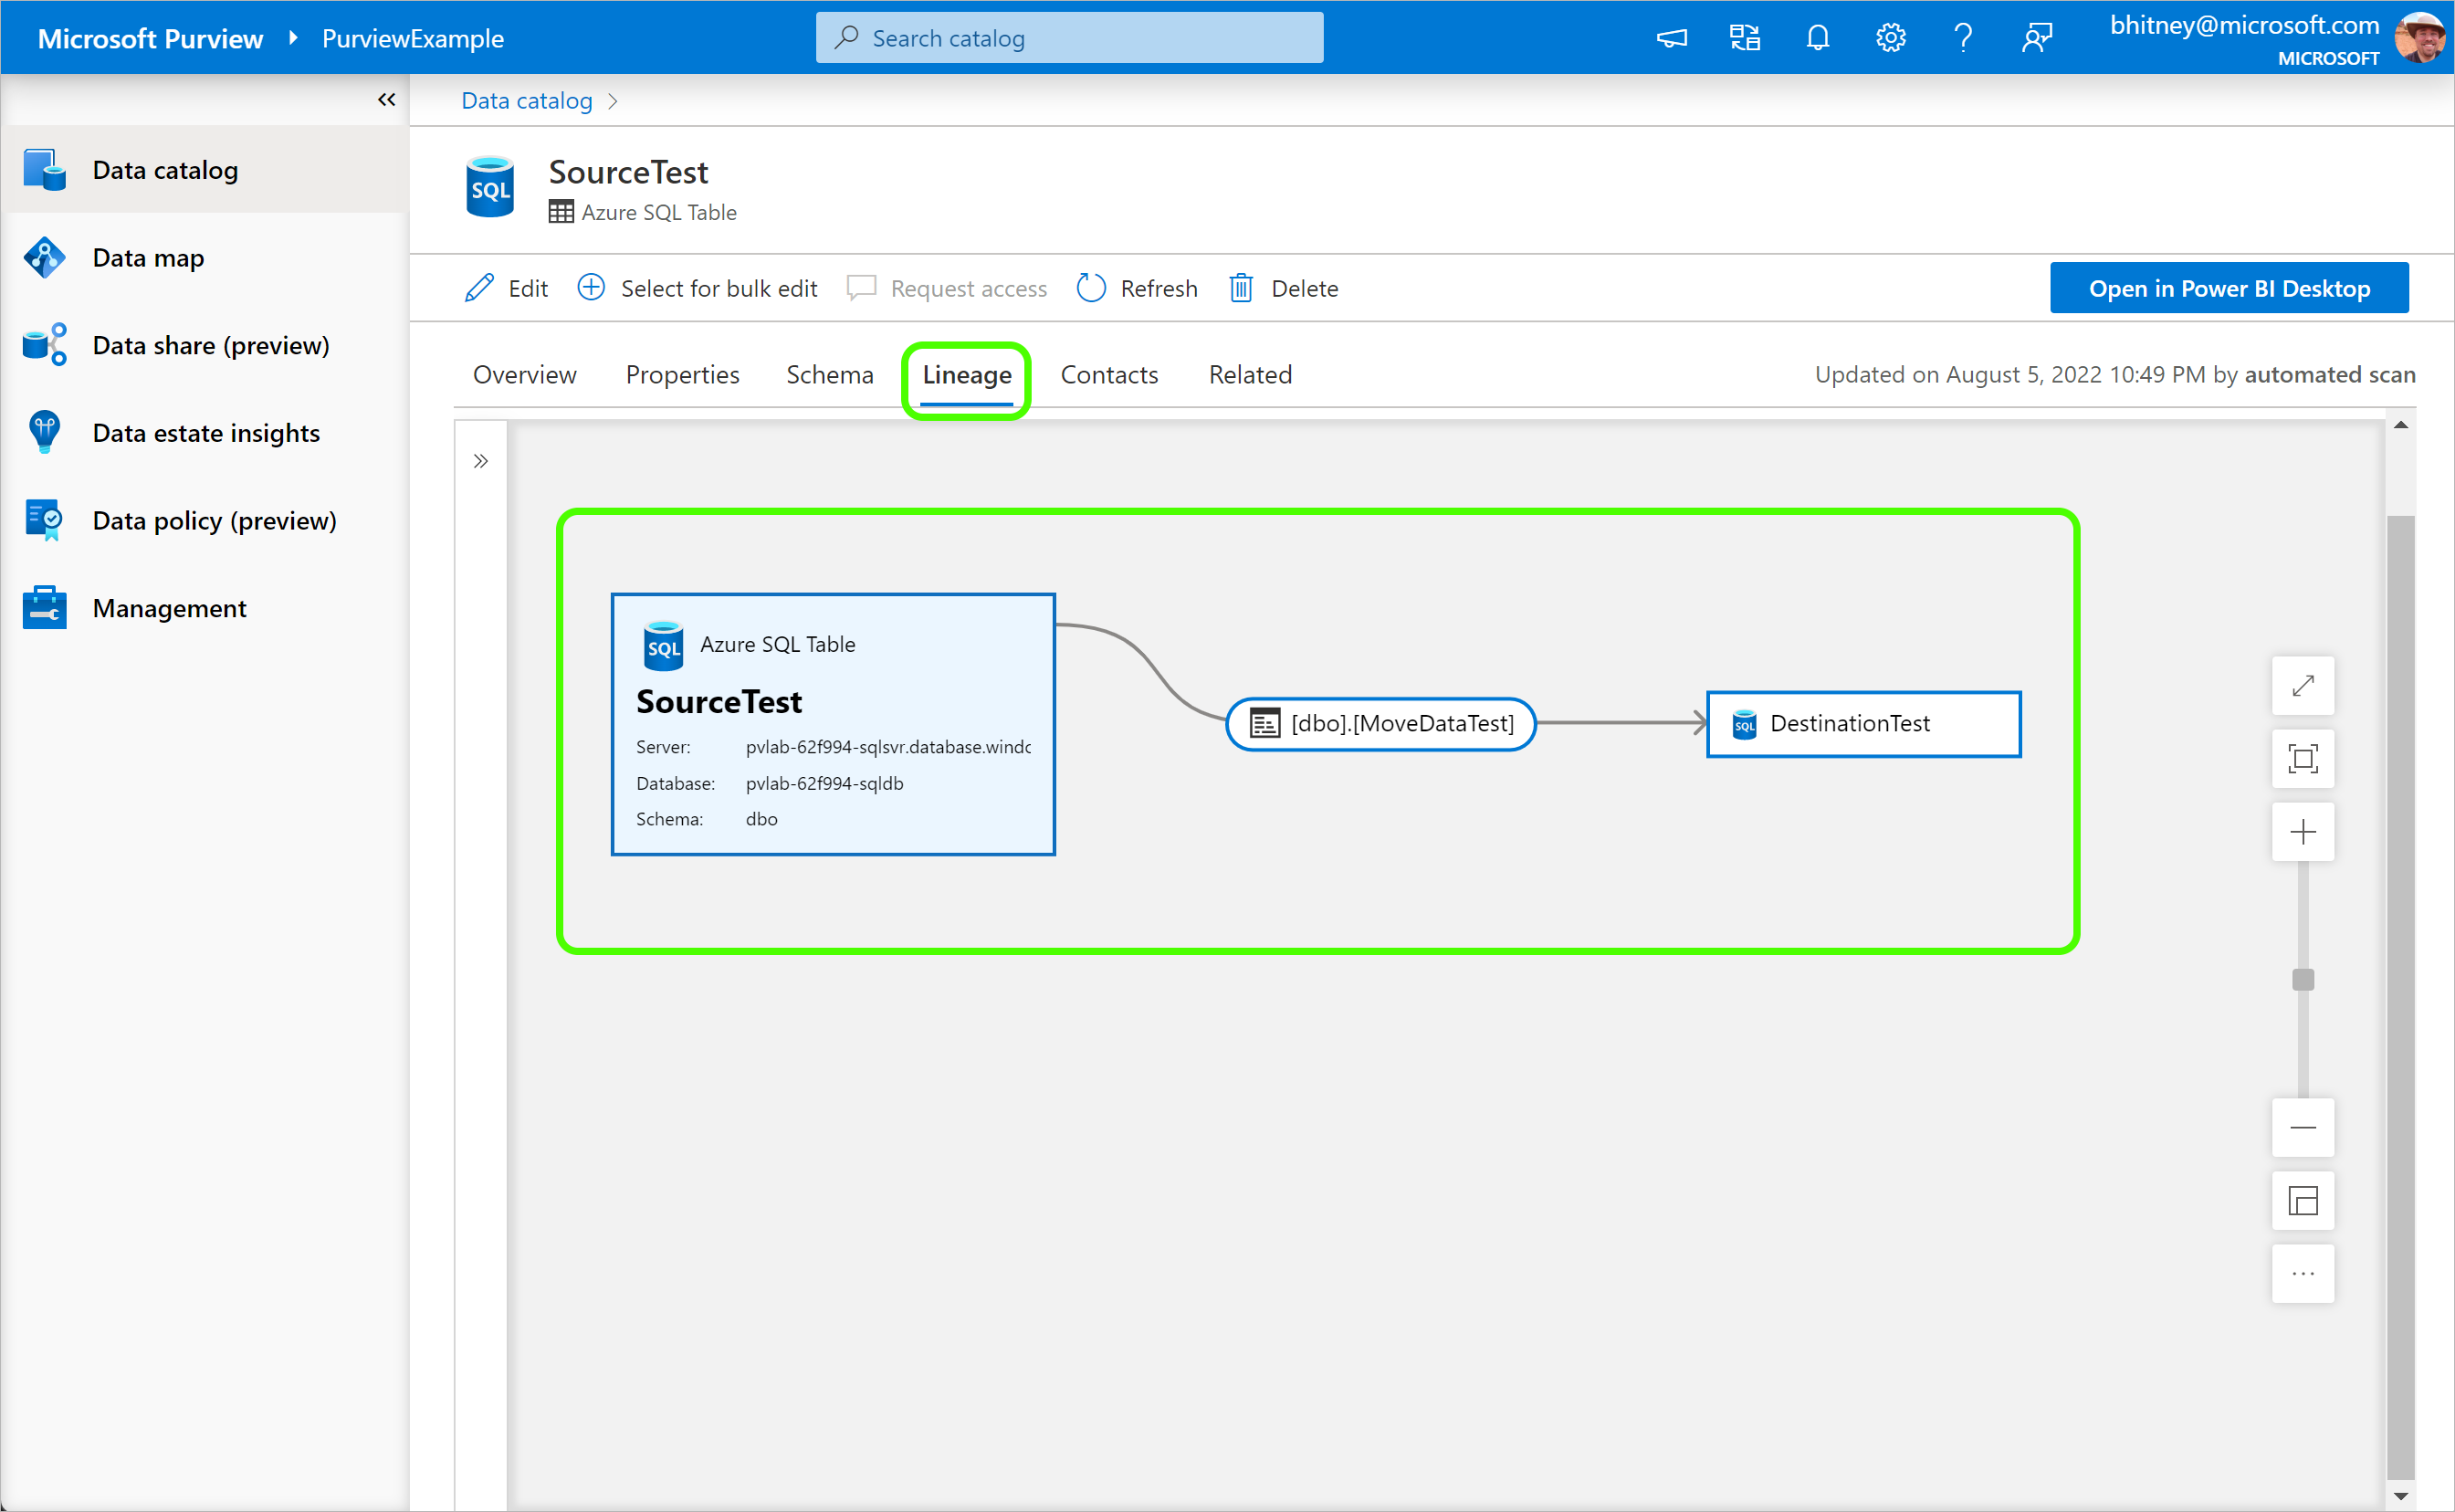 Microsoft Purview PurviewExample
Search catalog
bhitney@microsoft.com
MICROSOFT
Data catalog
Data map
Data share (preview)
Data estate insights
Data policy (preview)
Management
Data catalog
SQL
SourceTest
Azure SQL Table
Edit Select for bulk edit Request access Refresh Delete
Open in Power BI Desktop
Overview Properties Schema Lineage Contacts Related
Updated on August 5, 2022 10:49 PM by automated scan
SQL Azure SQL Table
SourceTest
Server: pvlab-62f994-sqlsvr.database.windo
Database: pvlab-62f994-sqldb
Schema: dbo
[dbo].[MoveDataTest]
SQL DestinationTest